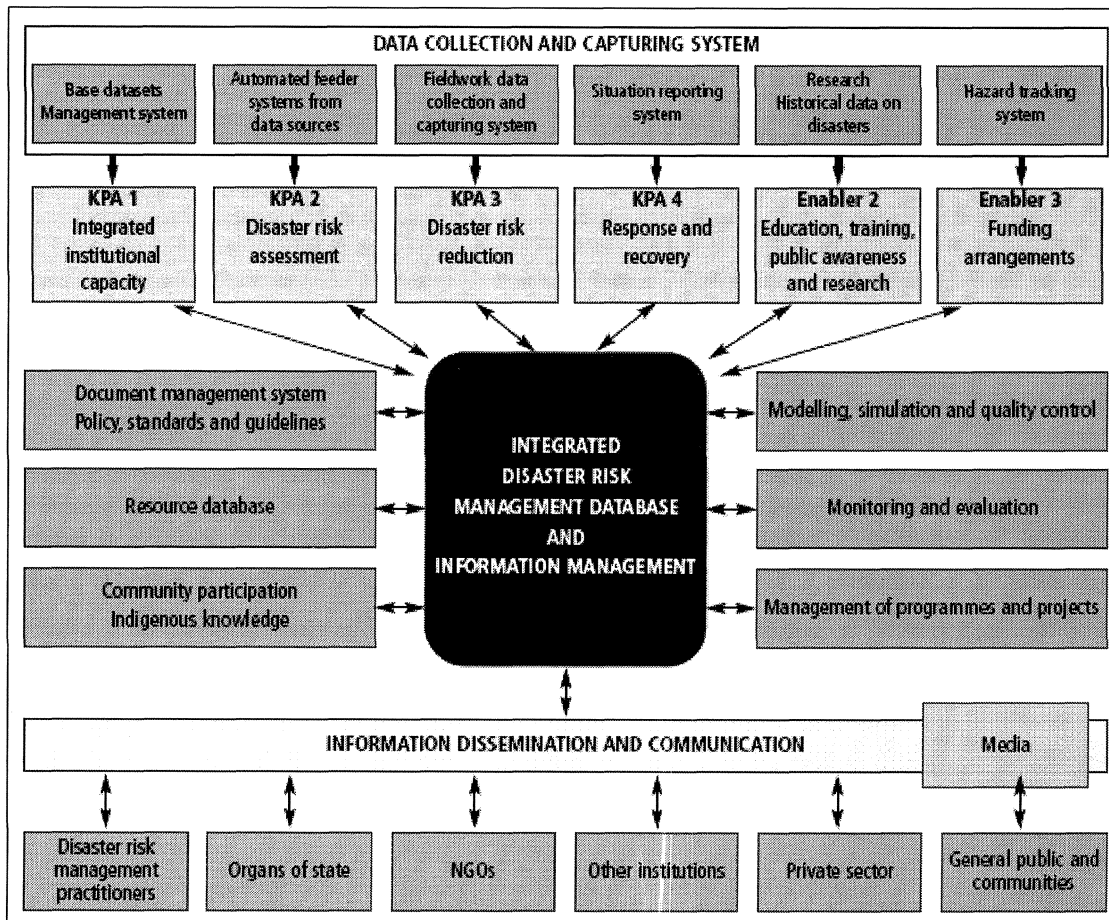 DATA COLLECTION AND CAPTURING SYSTEM
Base datasets
Management system
Automated feeder
systems from
data sources
Fieldwork data
collection and
capturing system
Situation reporting
system
Research
Historical data on
disasters
Hazard tracking
system
KPA 1
Integrated
institutional
capacity
KPA 2
Disaster risk
assessment
KPA 3
Disaster risk
reduction
KPA 4
Response and
recovery
Enabler 2
Education, training,
public awareness
and research
Enabler 3
Funding
arrangements
Document management system
Policy, standards and guidelines
Resource database
Community participation
Indigenous knowledge
INTEGRATED
DISASTER RISK
MANAGEMENT DATABASE
AND
INFORMATION MANAGEMENT
Modelling, simulation and quality control
Monitoring and evaluation
Management of programmes and projects
INFORMATION DISSEMINATION AND COMMUNICATION
Media
Disaster risk
management
practitioners
Organs of state
NGOs
Other institutions
Private sector
General public and
communities